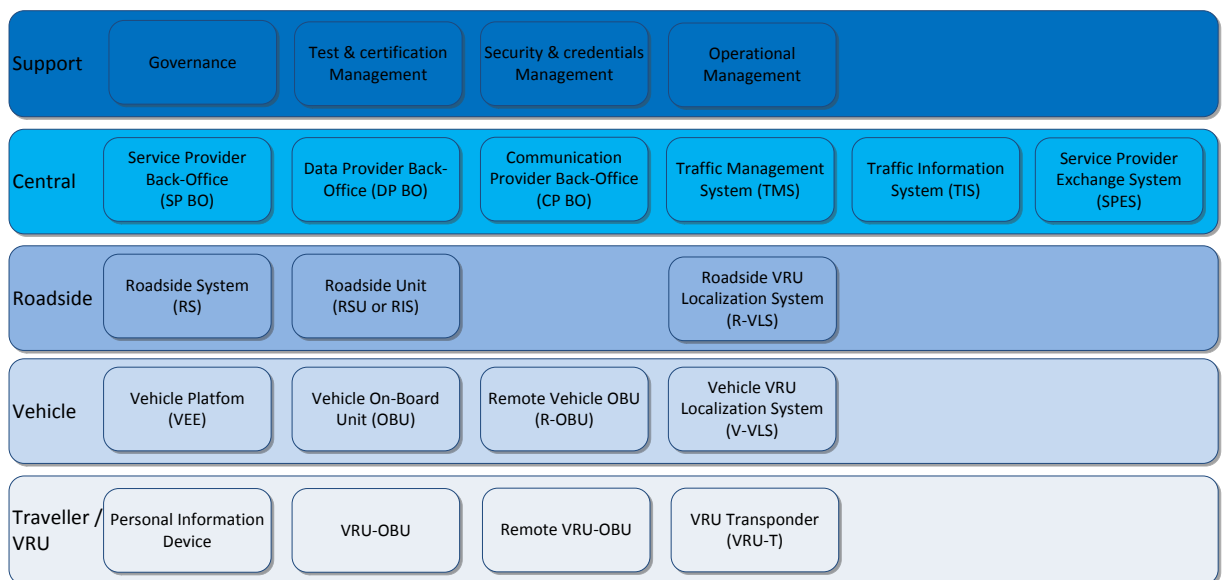 Support
Governance
Test & certification
Management
Security & credentials
Management
Operational
Management
Central
Service Provider
Back-Office
(SP BO)
Data Provider Back-
Office (DP BO)
Communication
Provider Back-Office
(CP BO)
Traffic Management
System (TMS)
Traffic Information
System (TIS)
Service Provider
Exchange System
(SPES)
Roadside
Roadside System
(RS)
Roadside Unit
(RSU or RIS)
Roadside VRU
Localization System
(R-VLS)
Vehicle
Vehicle Platfom
(VEE)
Vehicle On-Board
Unit (OBU)
Remote Vehicle OBU
(R-OBU)
Vehicle VRU
Localization System
(V-VLS)
Traveller /
VRU
Personal Information
Device
VRU-OBU
Remote VRU-OBU
VRU Transponder
(VRU-T)